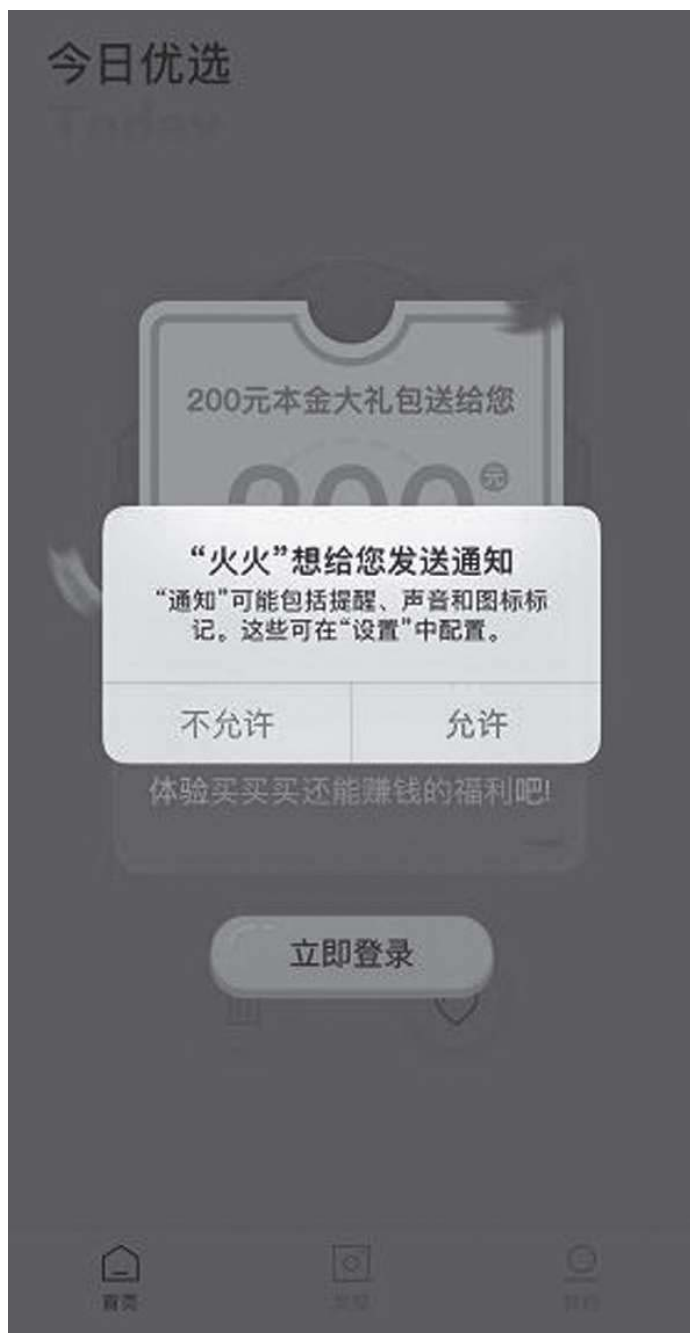 今日优选
Today
200元本金大礼包送给您
元
“火火”想给您发送通知
“通知”可能包括提醒、声音和图标标
记。这些可在“设置”中配置。
不允许
允许
体验买买买还能赚钱的福利吧!
立即登录
首页